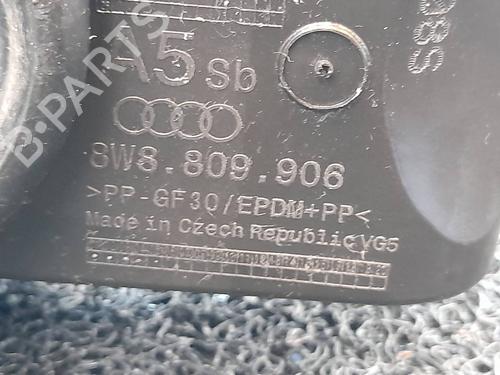 A5 Sb
8W8.809.906
>PP-GF30/EPDM+PP<
Made in Czech Republic VG5
B-PARTS